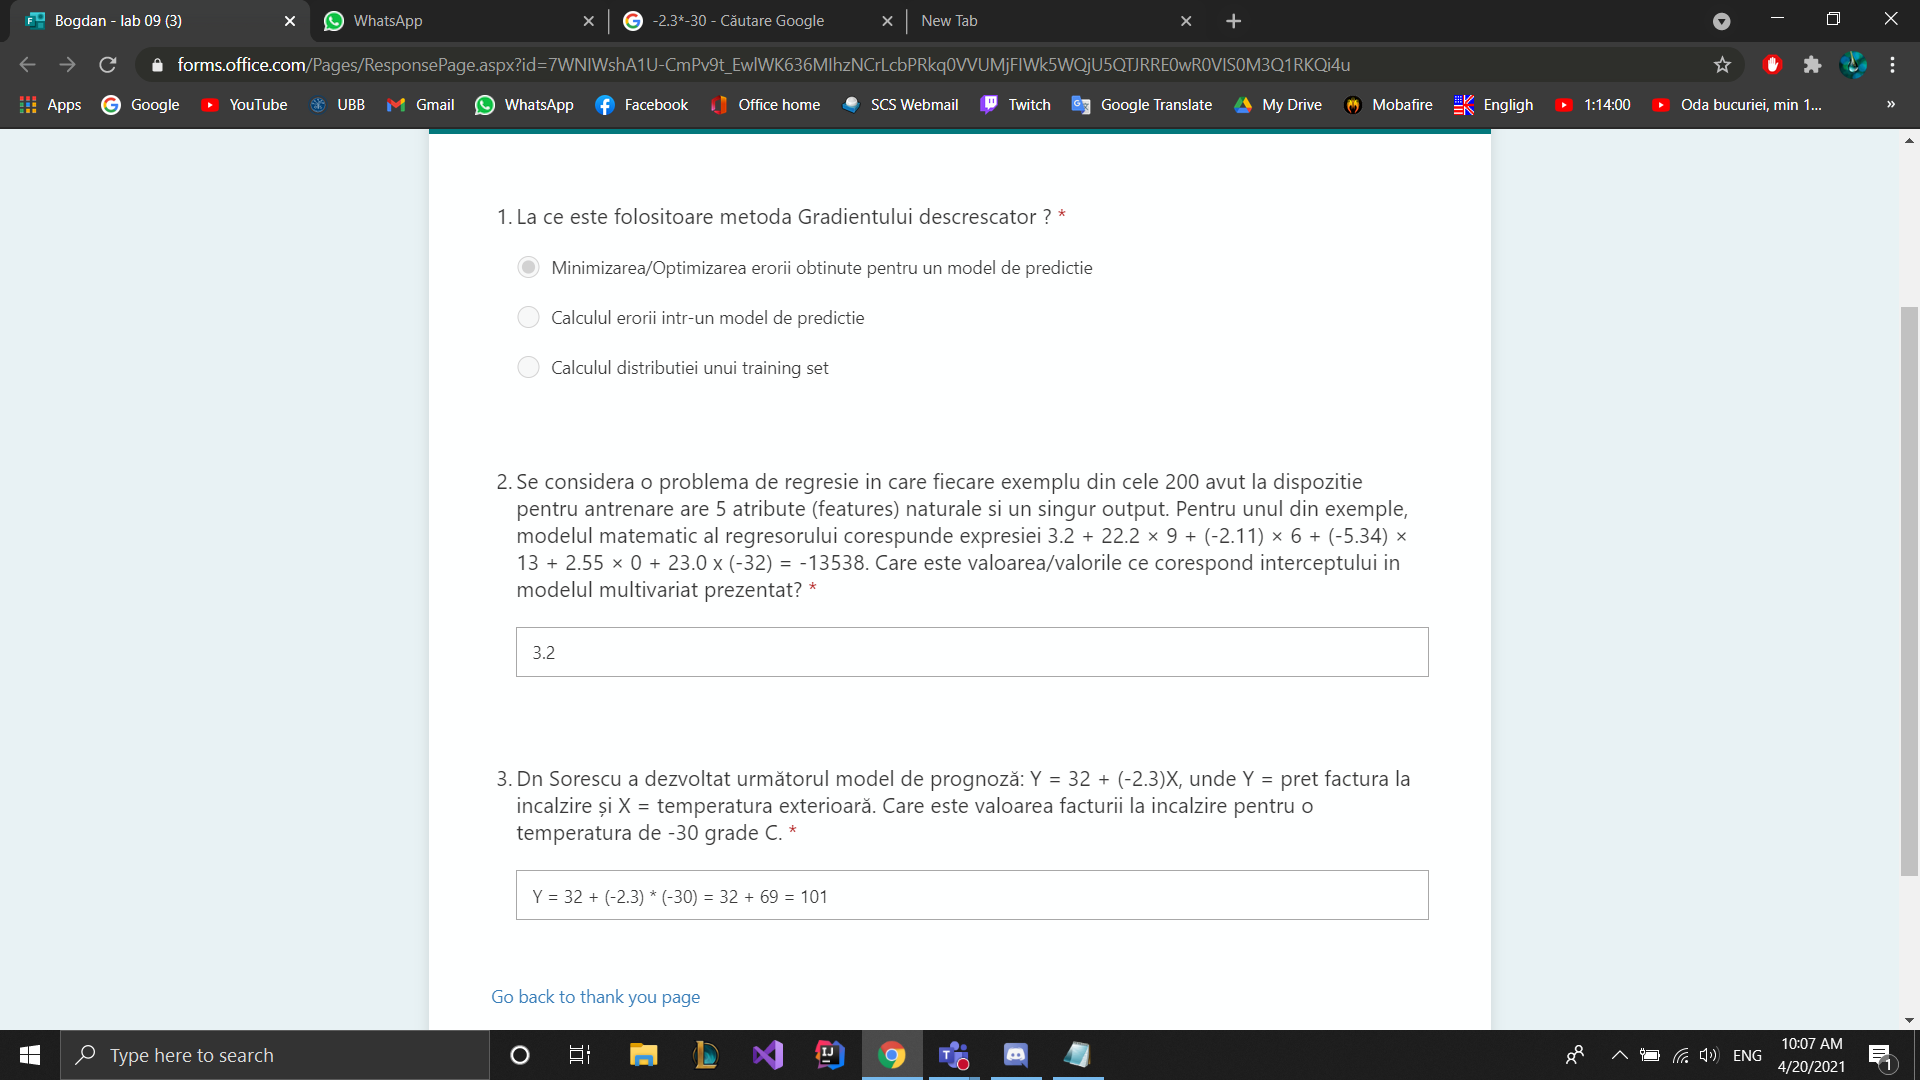 Bogdan - lab 09 (3)
WhatsApp
-2.3*-30 - Căutare Google
New Tab
forms.office.com/Pages/ResponsePage.aspx?id=7WNIWshA1U-CmPv9t_EwlWK636MIhzNCrLcbPRkq0VVUMjFIWk5WQjU5QTJRRE0wR0VIS0M3Q1RKQi4u
Apps
Google
YouTube
UBB
Gmail
WhatsApp
Facebook
Office home
SCS Webmail
Twitch
Google Translate
My Drive
Mobafire
Engligh
1:14:00
Oda bucuriei, min 1...
»
1. La ce este folositoare metoda Gradientului descrescator ? *
Minimizarea/Optimizarea erorii obtinute pentru un model de predictie
Calculul erorii intr-un model de predictie
Calculul distributiei unui training set
2. Se considera o problema de regresie in care fiecare exemplu din cele 200 avut la dispozitie
pentru antrenare are 5 atribute (features) naturale si un singur output. Pentru unul din exemple,
modelul matematic al regresorului corespunde expresiei 3.2 + 22.2 × 9 + (-2.11) × 6 + (-5.34) ×
13 + 2.55 × 0 + 23.0 x (-32) = -13538. Care este valoarea/valorile ce corespond interceptului in
modelul multivariat prezentat? *
3.2
3. Dn Sorescu a dezvoltat următorul model de prognoză: Y = 32 + (-2.3)X, unde Y = pret factura la
incalzire și X = temperatura exterioară. Care este valoarea facturii la incalzire pentru o
temperatura de -30 grade C. *
Y = 32 + (-2.3) * (-30) = 32 + 69 = 101
Go back to thank you page
Type here to search
ENG
10:07 AM
4/20/2021
1